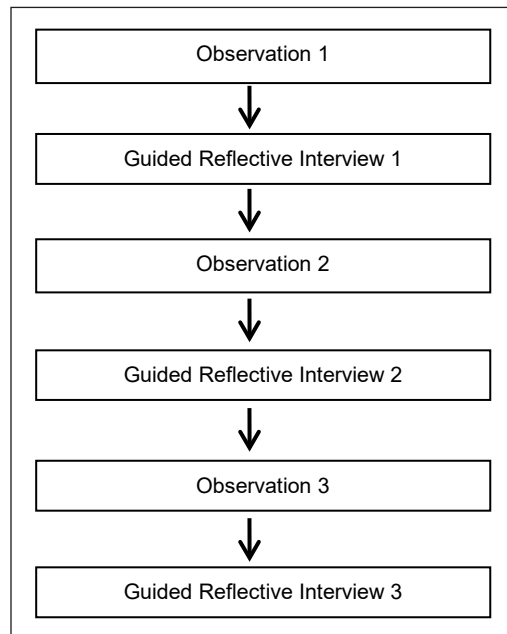 Observation 1
Guided Reflective Interview 1
Observation 2
Guided Reflective Interview 2
Observation 3
Guided Reflective Interview 3